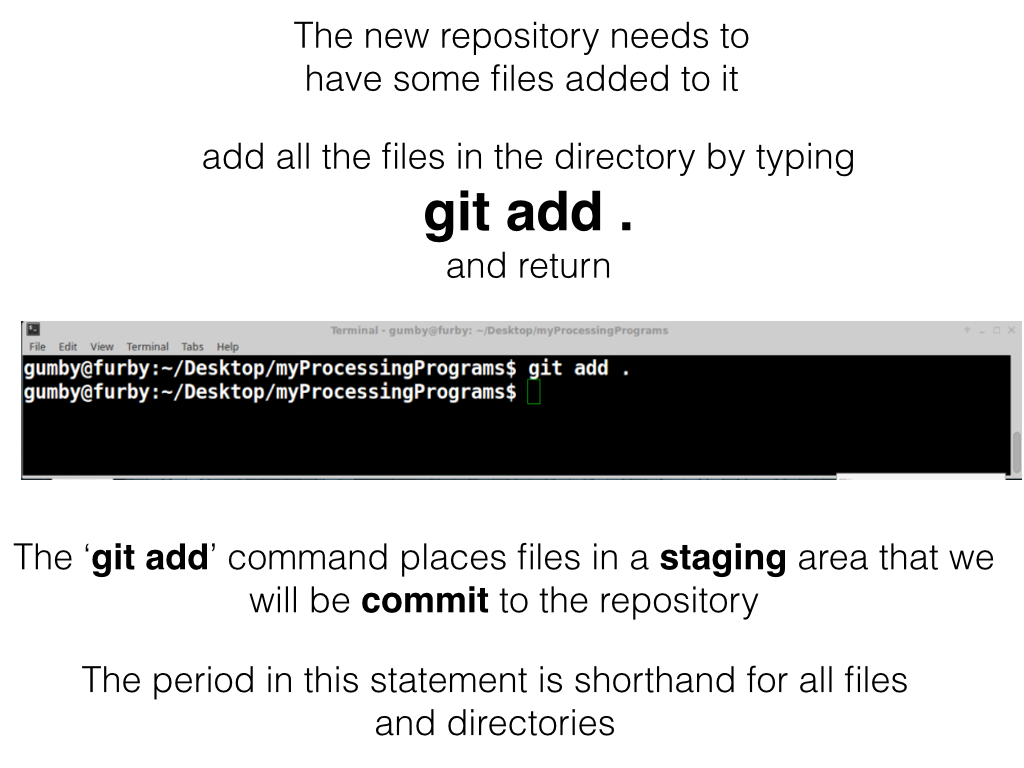 The new repository needs to
have some files added to it
add all the files in the directory by typing
git add .
and return
Terminal - gumby@furby: ~/Desktop/myProcessingPrograms
File Edit View Terminal Tabs Help
gumby@furby:~/Desktop/myProcessingPrograms$ git add .
gumby@furby:~/Desktop/myProcessingPrograms$
The ‘git add’ command places files in a staging area that we
will be commit to the repository
The period in this statement is shorthand for all files
and directories